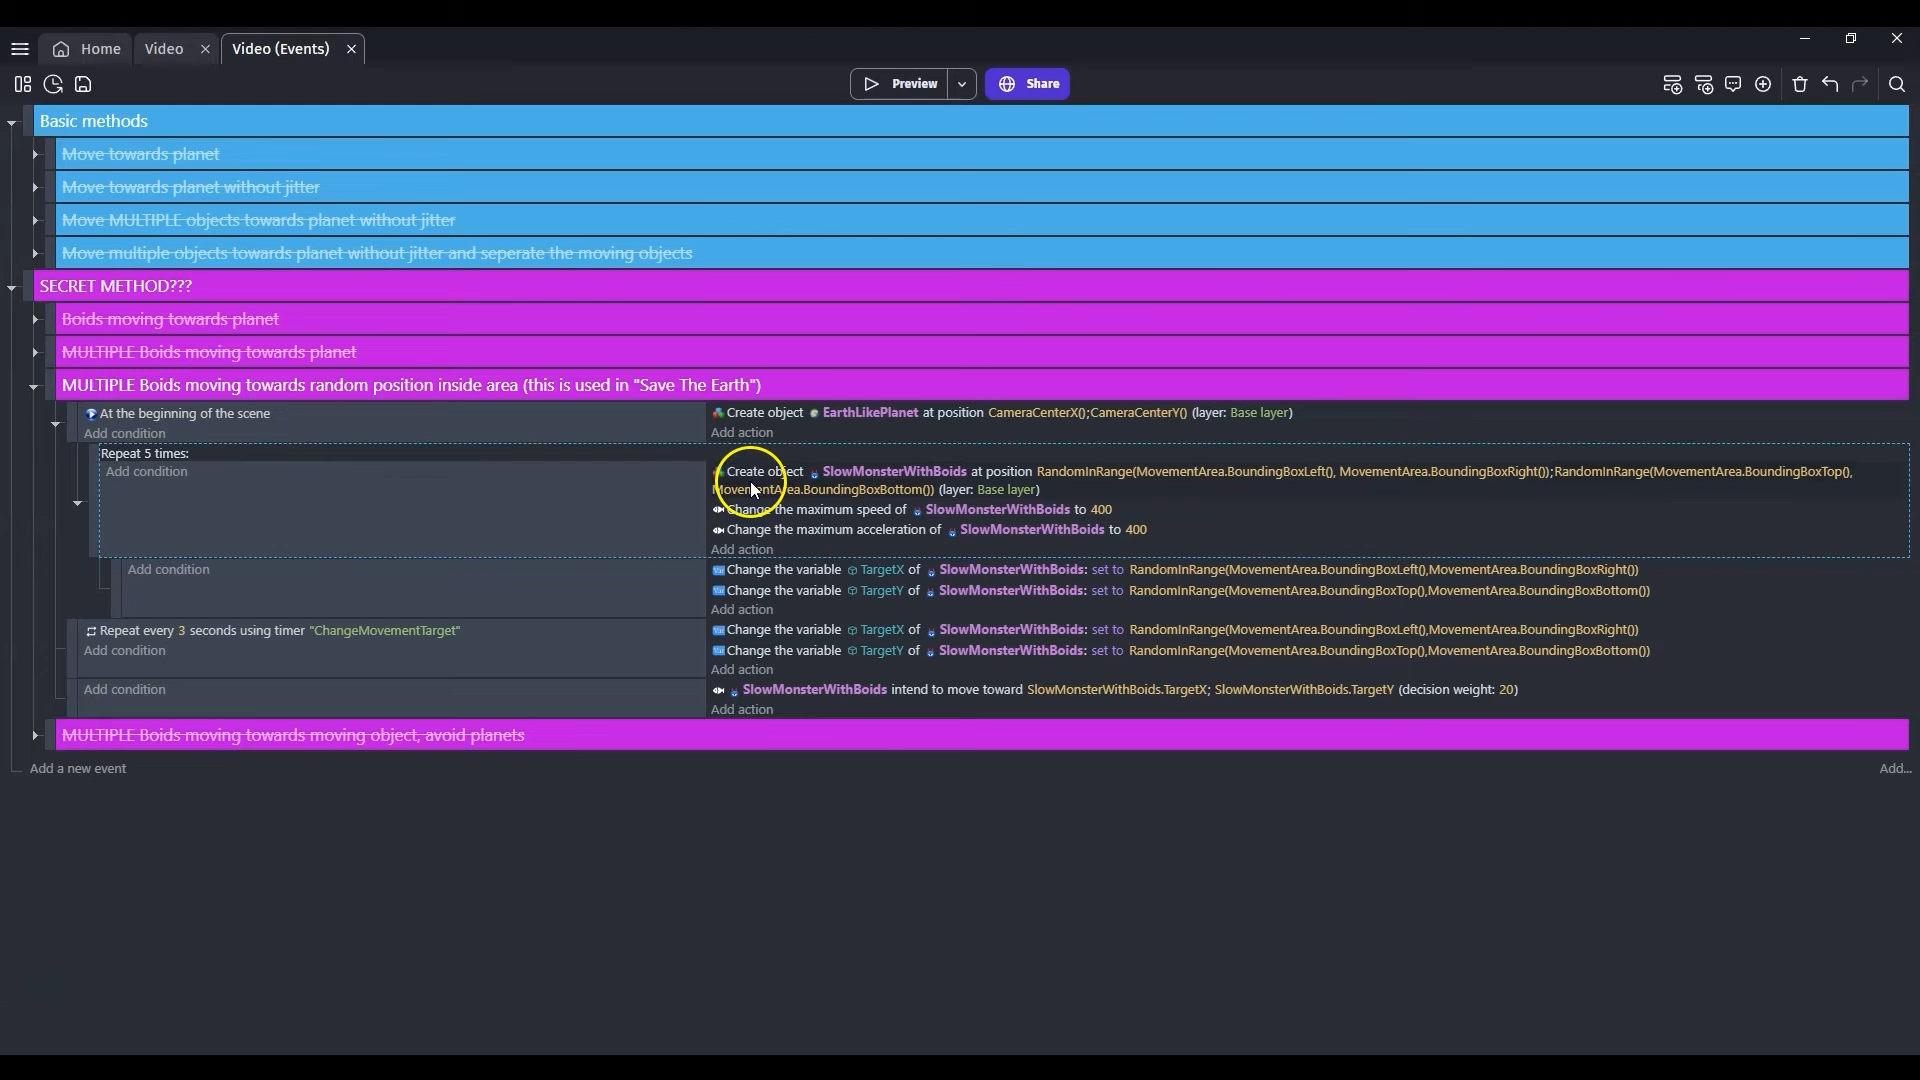 Home
Video
Video (Events)
Preview
Share
Basic methods
Move towards planet
Move towards planet without jitter
Move MULTIPLE objects towards planet without jitter
Move multiple objects towards planet without jitter and seperate the moving objects
SECRET METHOD???
Boids moving towards planet
MULTIPLE Boids moving towards planet
MULTIPLE Boids moving towards random position inside area (this is used in "Save The Earth")
At the beginning of the scene
Create object EarthLikePlanet at position CameraCenterX();CameraCenterY() (layer: Base layer)
Add condition
Add action
Repeat 5 times:
Add condition
Create object SlowMonsterWithBoids at position RandomInRange(MovementArea.BoundingBoxLeft(), MovementArea.BoundingBoxRight());RandomInRange(MovementArea.BoundingBoxTop(),
MovementArea.BoundingBoxBottom()) (layer: Base layer)
Change the maximum speed of SlowMonsterWithBoids to 400
Change the maximum acceleration of SlowMonsterWithBoids to 400
Add action
Add condition
Change the variable TargetX of SlowMonsterWithBoids: set to RandomInRange(MovementArea.BoundingBoxLeft(),MovementArea.BoundingBoxRight())
Change the variable TargetY of SlowMonsterWithBoids: set to RandomInRange(MovementArea.BoundingBoxTop(),MovementArea.BoundingBoxBottom())
Add action
Repeat every 3 seconds using timer "ChangeMovementTarget"
Change the variable TargetX of SlowMonsterWithBoids: set to RandomInRange(MovementArea.BoundingBoxLeft(),MovementArea.BoundingBoxRight())
Add condition
Change the variable TargetY of SlowMonsterWithBoids: set to RandomInRange(MovementArea.BoundingBoxTop(),MovementArea.BoundingBoxBottom())
Add action
Add condition
SlowMonsterWithBoids intend to move toward SlowMonsterWithBoids.TargetX; SlowMonsterWithBoids.TargetY (decision weight: 20)
Add action
MULTIPLE Boids moving towards moving object, avoid planets
Add a new event
Add...